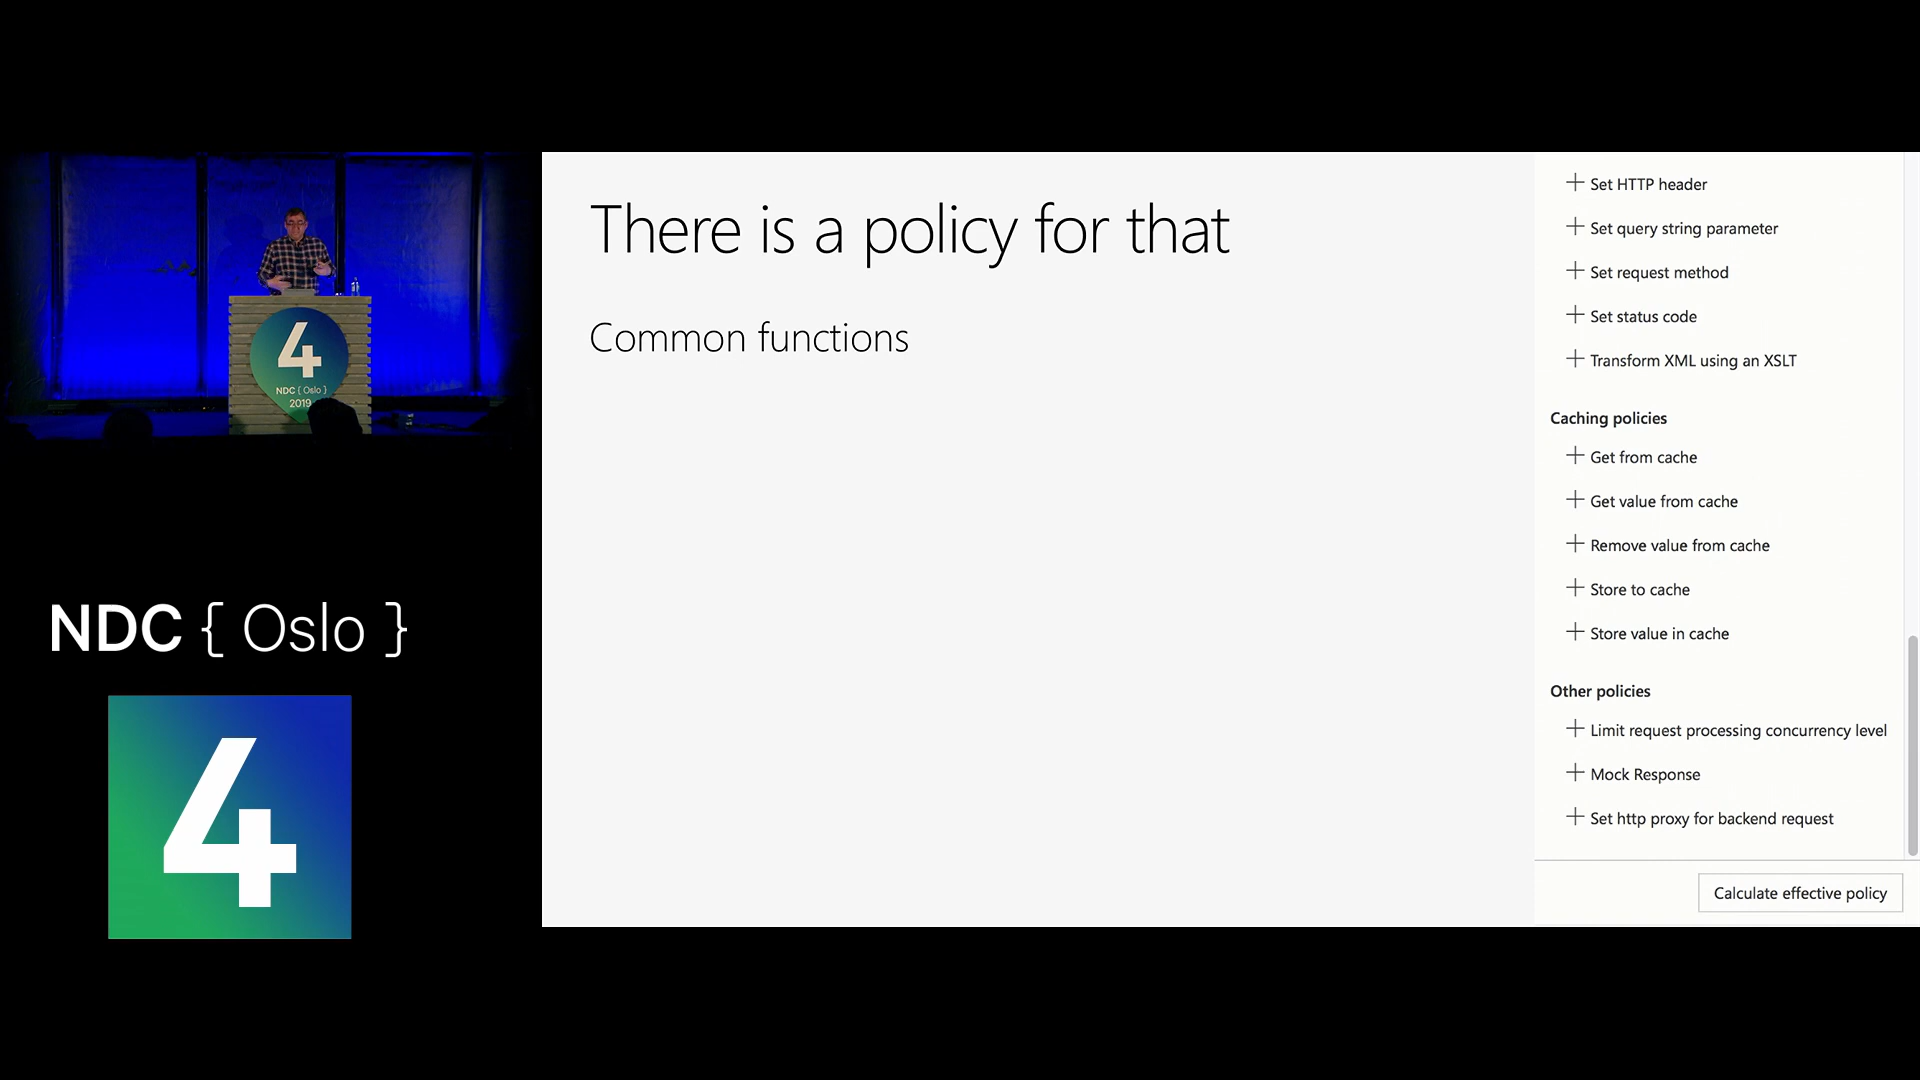 4
NDC { Oslo }
2019
NDC { Oslo }
4
There is a policy for that
Common functions
Set HTTP header
Set query string parameter
Set request method
Set status code
Transform XML using an XSLT
Caching policies
Get from cache
Get value from cache
Remove value from cache
Store to cache
Store value in cache
Other policies
Limit request processing concurrency level
Mock Response
Set http proxy for backend request
Calculate effective policy